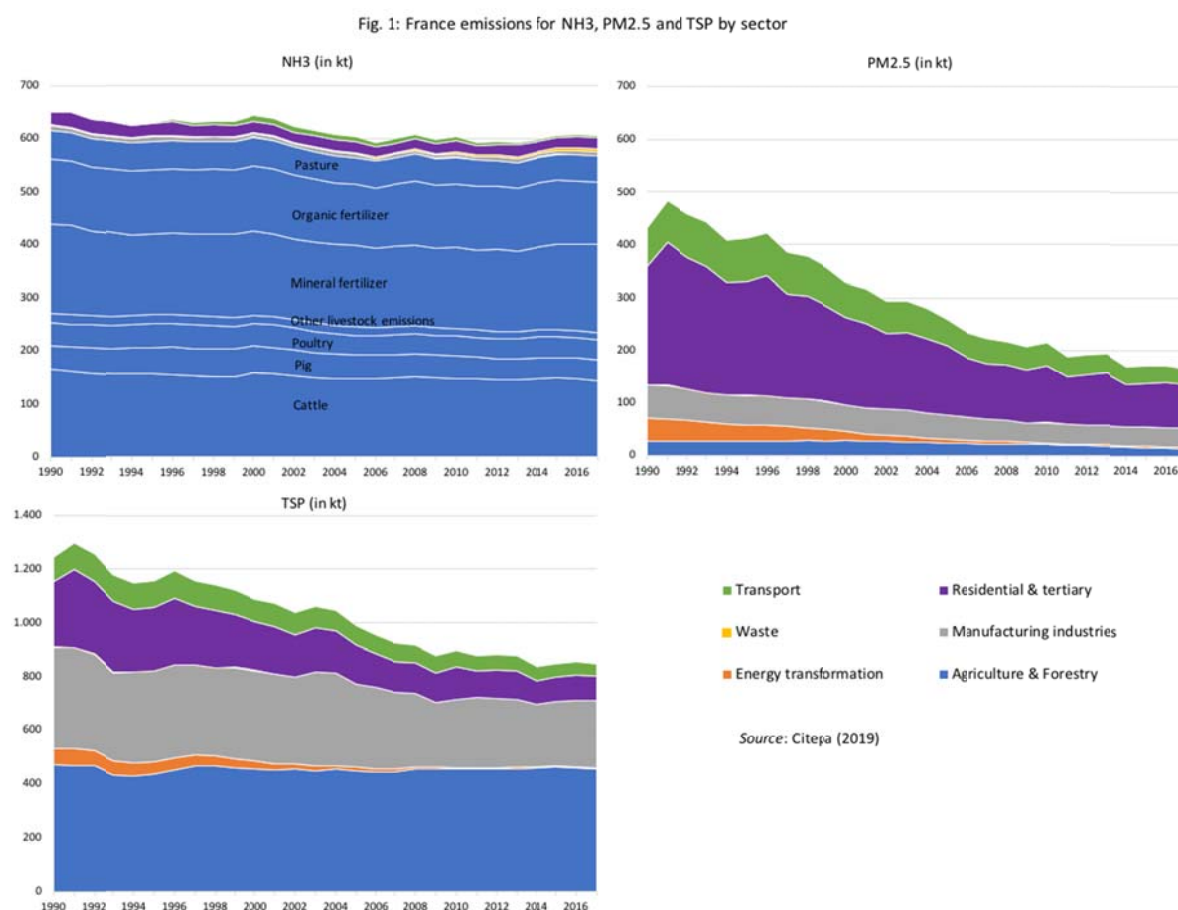 Fig. 1: France emissions for NH3, PM2.5 and TSP by sector
NH3 (in kt)
700
600
500
400
300
200
100
0
Pasture
Organic fertilizer
Mineral fertilizer
Other livestock emissions
Poultry
Pig
Cattle
1990 1992 1994 1996 1998 2000 2002 2004 2006 2008 2010 2012 2014 2016
PM2.5 (in kt)
700
600
500
400
300
200
100
0
1990 1992 1994 1996 1998 2000 2002 2004 2006 2008 2010 2012 2014 2016
TSP (in kt)
1.400
1.200
1.000
800
600
400
200
0
1990 1992 1994 1996 1998 2000 2002 2004 2006 2008 2010 2012 2014 2016
Transport
Residential & tertiary
Waste
Manufacturing industries
Energy transformation
Agriculture & Forestry
Source: Citepa (2019)